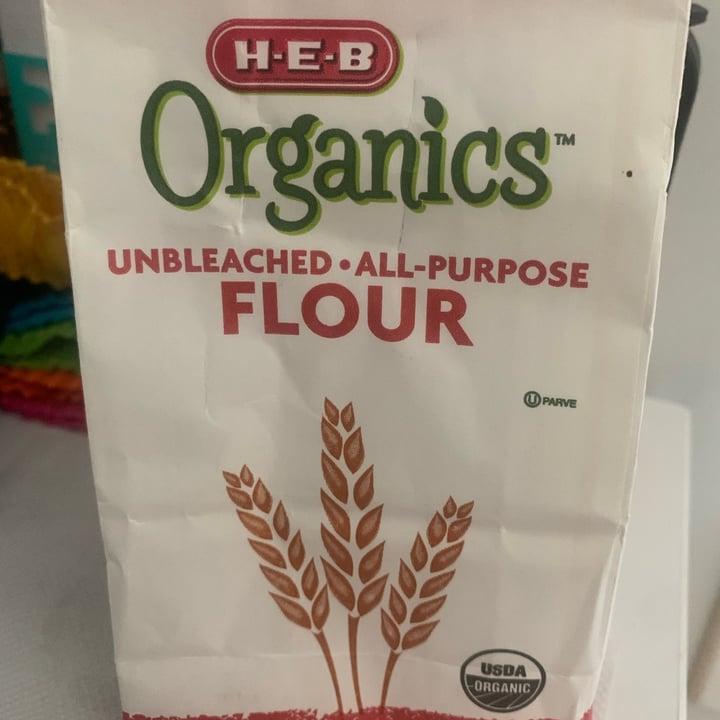 H-E-B
Organics™
UNBLEACHED • ALL-PURPOSE
FLOUR
U PARVE
USDA
ORGANIC